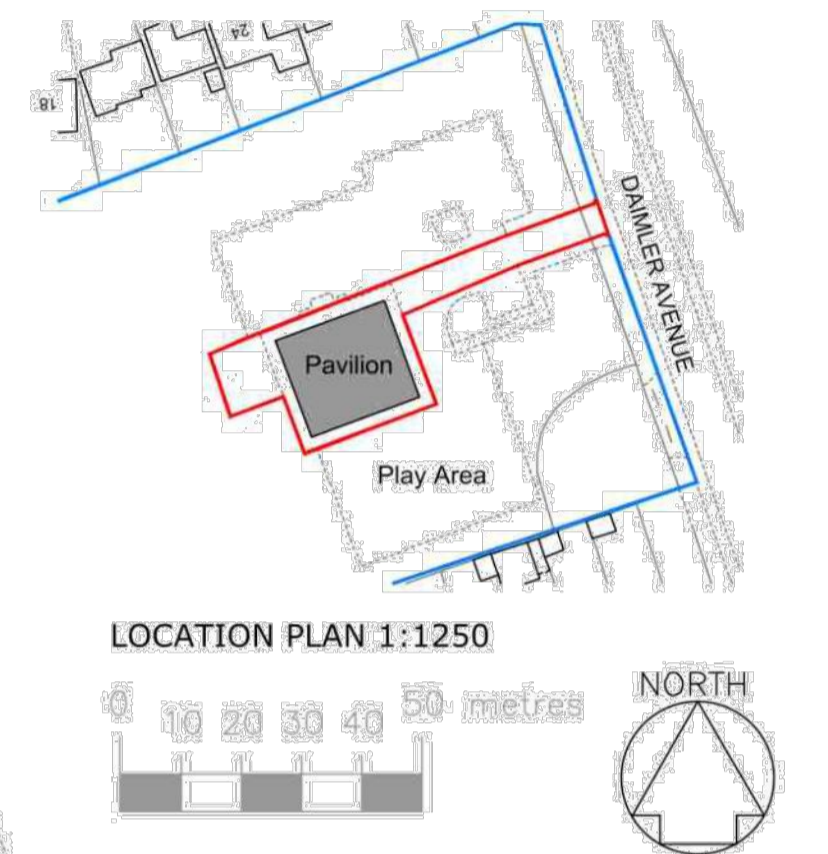 24
18
DAIMLER AVENUE
Pavilion
Play Area
LOCATION PLAN 1:1250
0 10 20 30 40 50 metres
NORTH